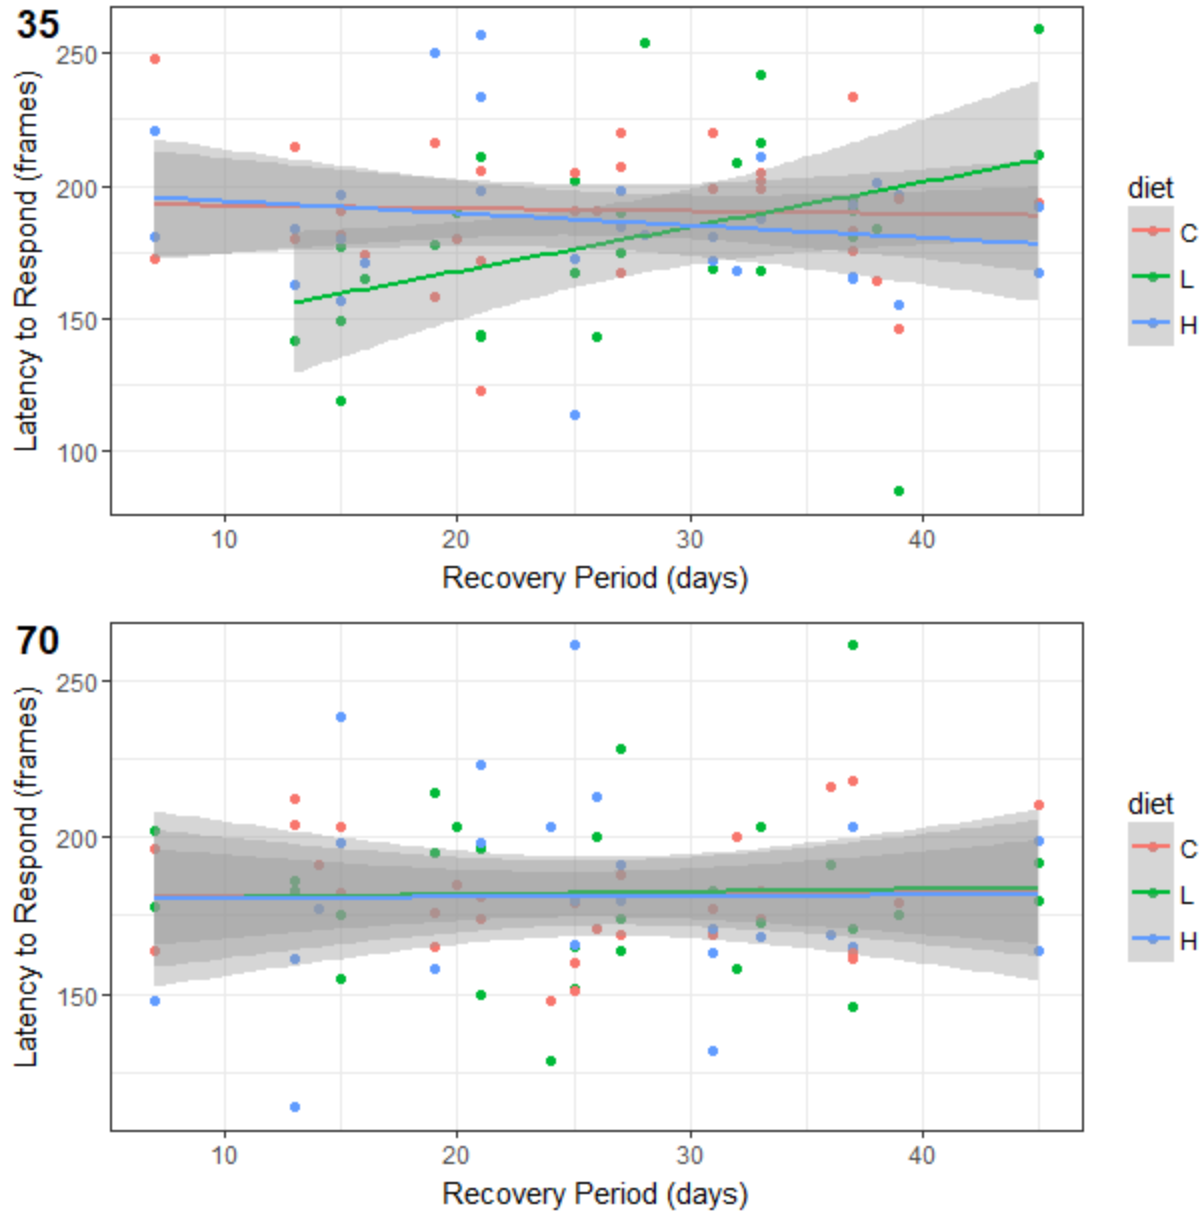 35
Latency to Respond (frames)
250
200
150
100
10 20 30 40
Recovery Period (days)
diet
C
L
H
70
Latency to Respond (frames)
250
200
150
10 20 30 40
Recovery Period (days)
diet
C
L
H